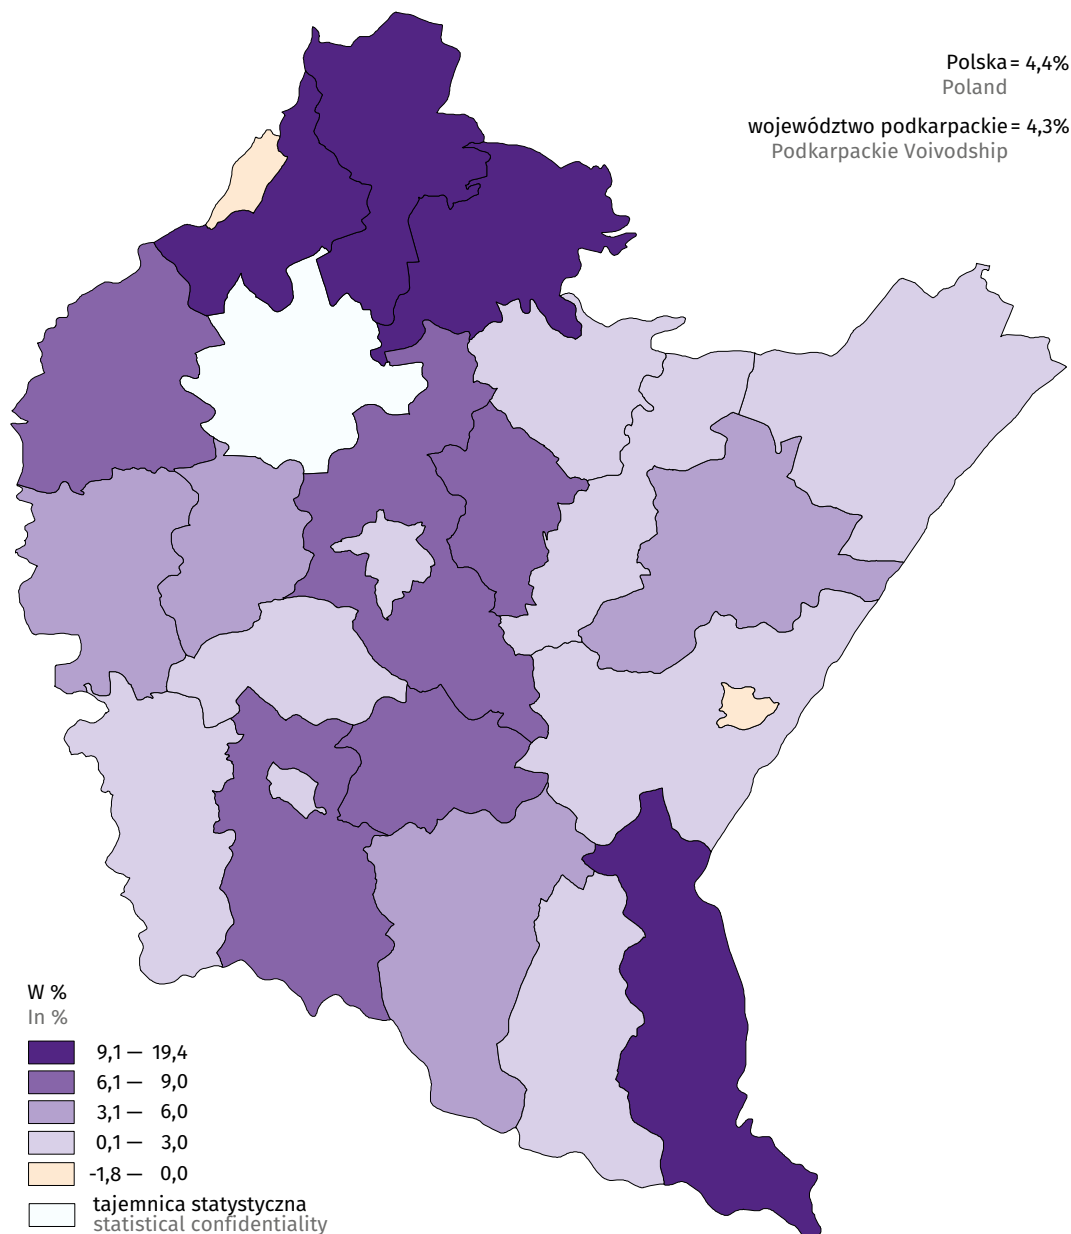 Polska = 4,4%
Poland
województwo podkarpackie = 4,3%
Podkarpackie Voivodship
W %
In %
9,1 — 19,4
6,1 — 9,0
3,1 — 6,0
0,1 — 3,0
-1,8 — 0,0
tajemnica statystyczna
statistical confidentiality